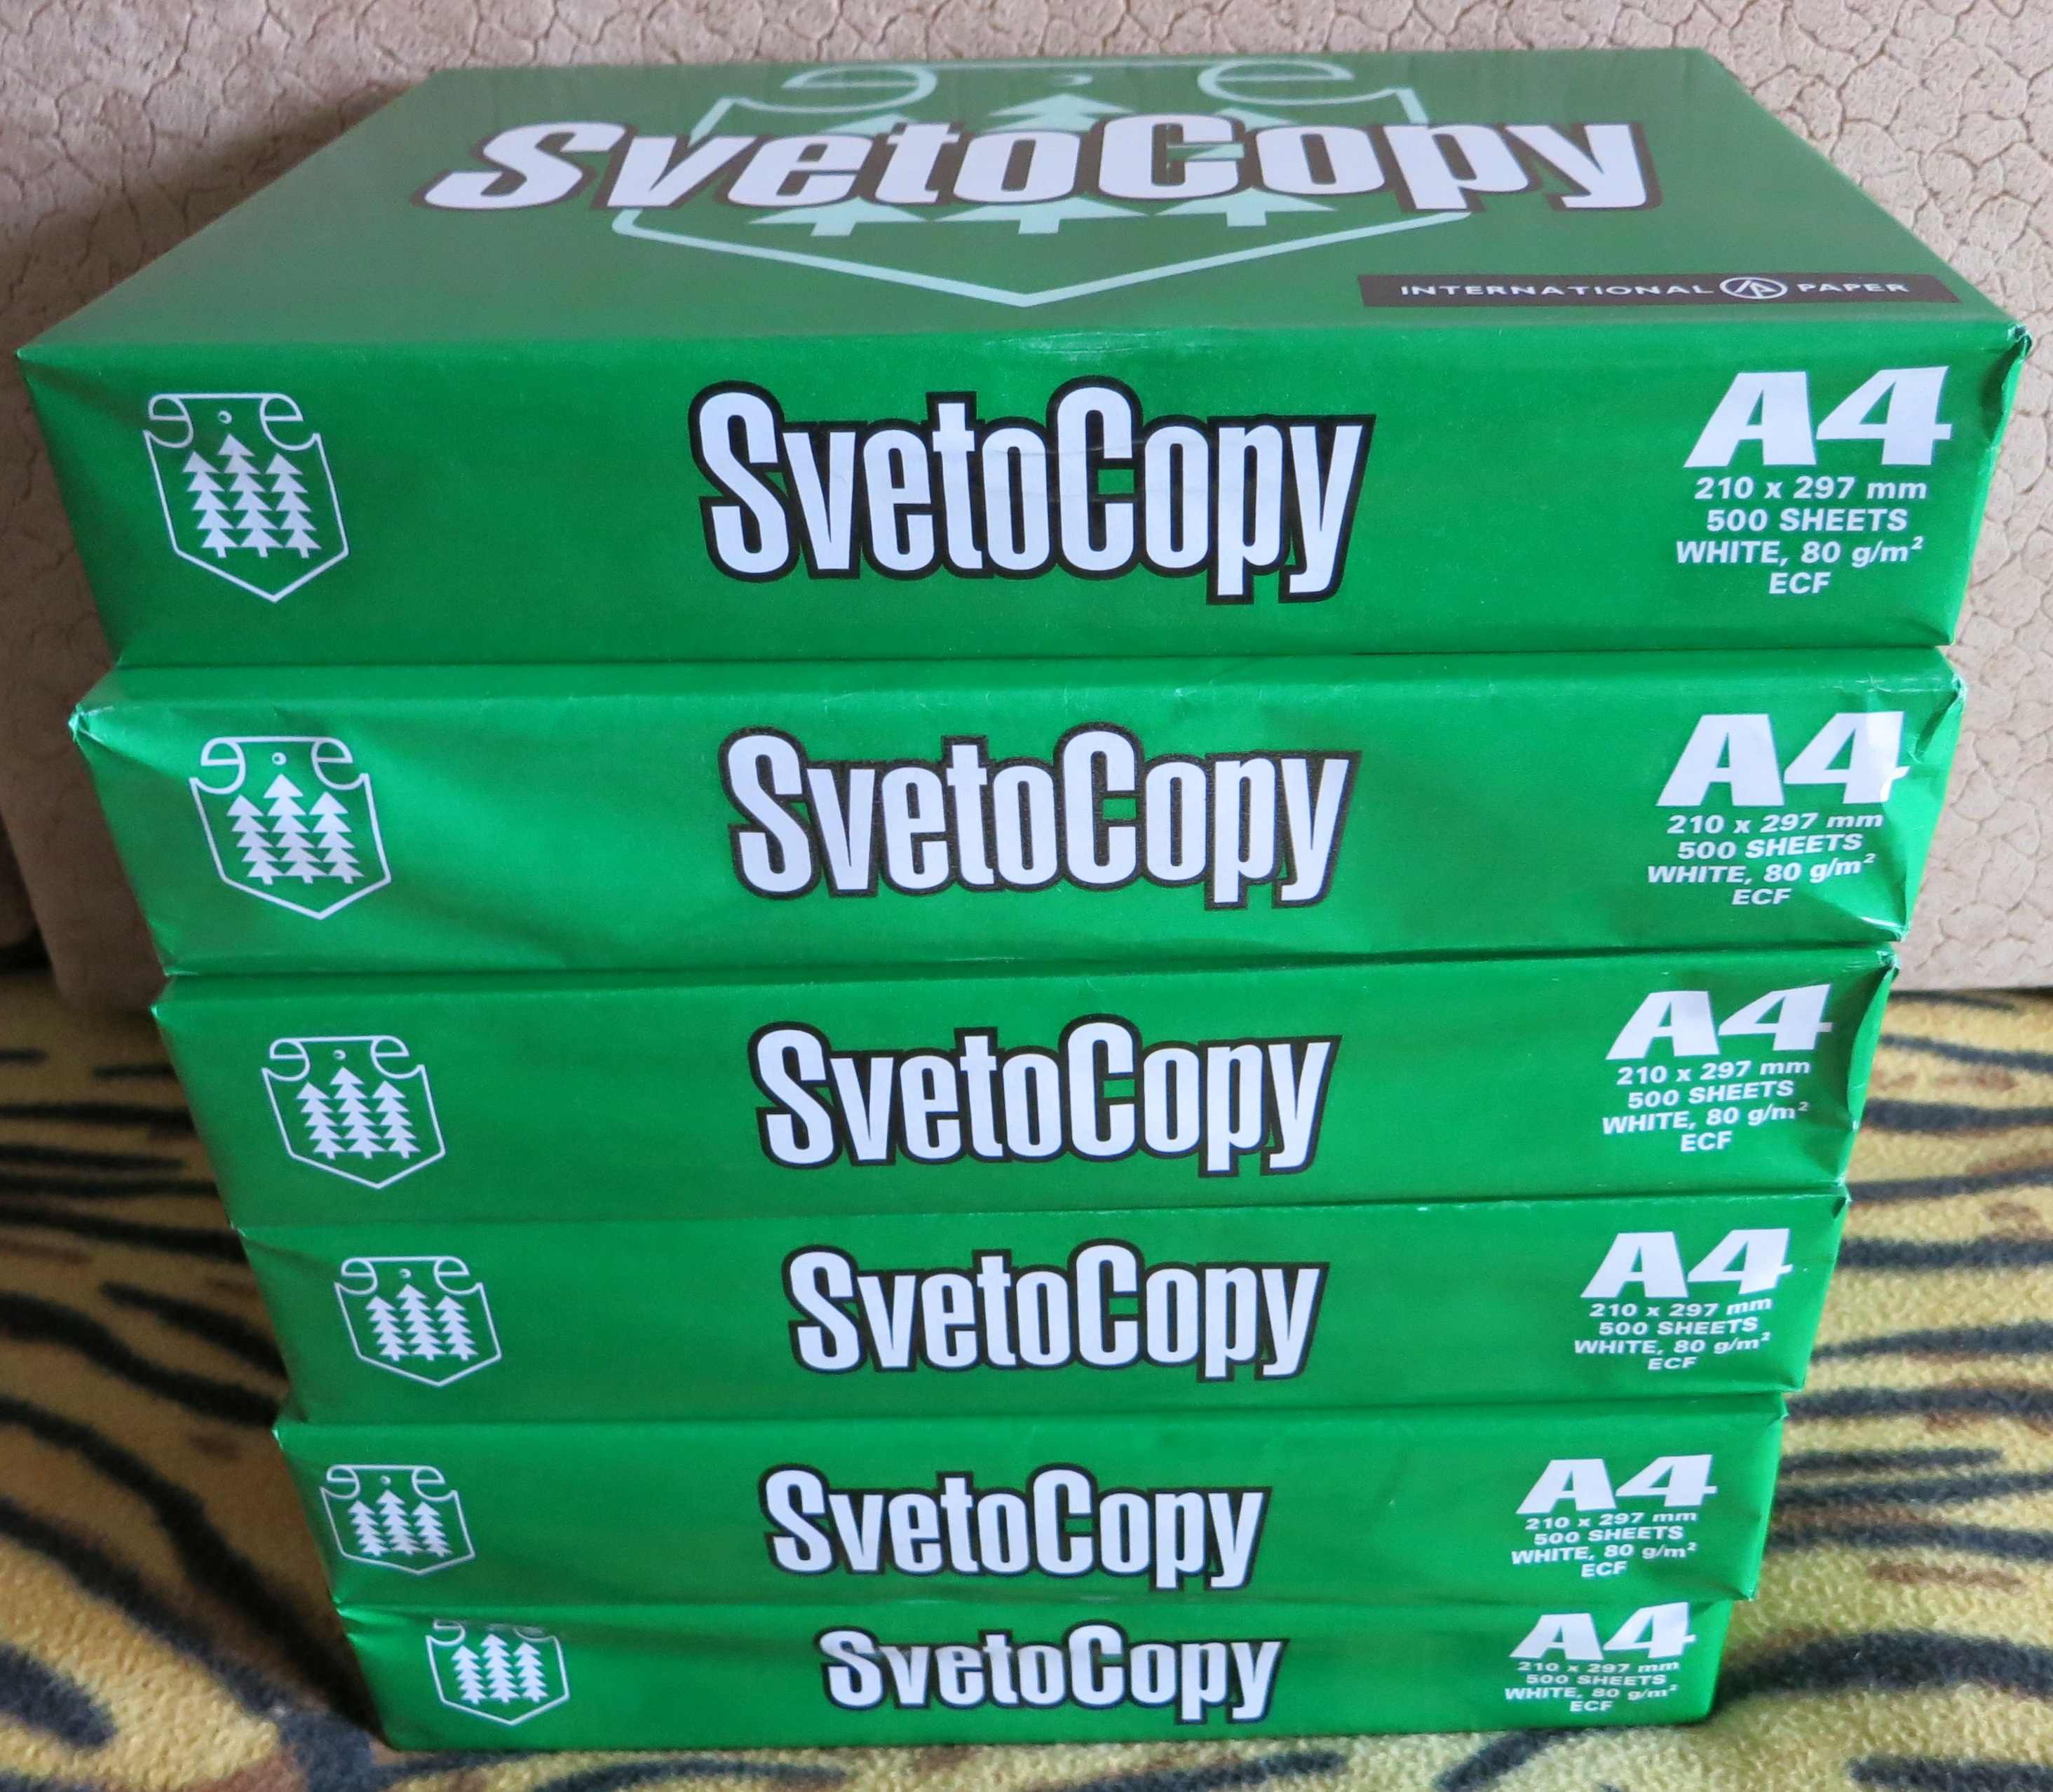 SvetoCopy
INTERNATIONAL PAPER
SvetoCopy
A4
210 x 297 mm
500 SHEETS
WHITE, 80 g/m²
ECF
SvetoCopy
A4
210 x 297 mm
500 SHEETS
WHITE, 80 g/m²
ECF
SvetoCopy
A4
210 x 297 mm
500 SHEETS
WHITE, 80 g/m²
ECF
SvetoCopy
A4
210 x 297 mm
500 SHEETS
WHITE, 80 g/m²
ECF
SvetoCopy
A4
210 x 297 mm
500 SHEETS
WHITE, 80 g/m²
ECF
SvetoCopy
A4
210 x 297 mm
500 SHEETS
WHITE, 80 g/m²
ECF